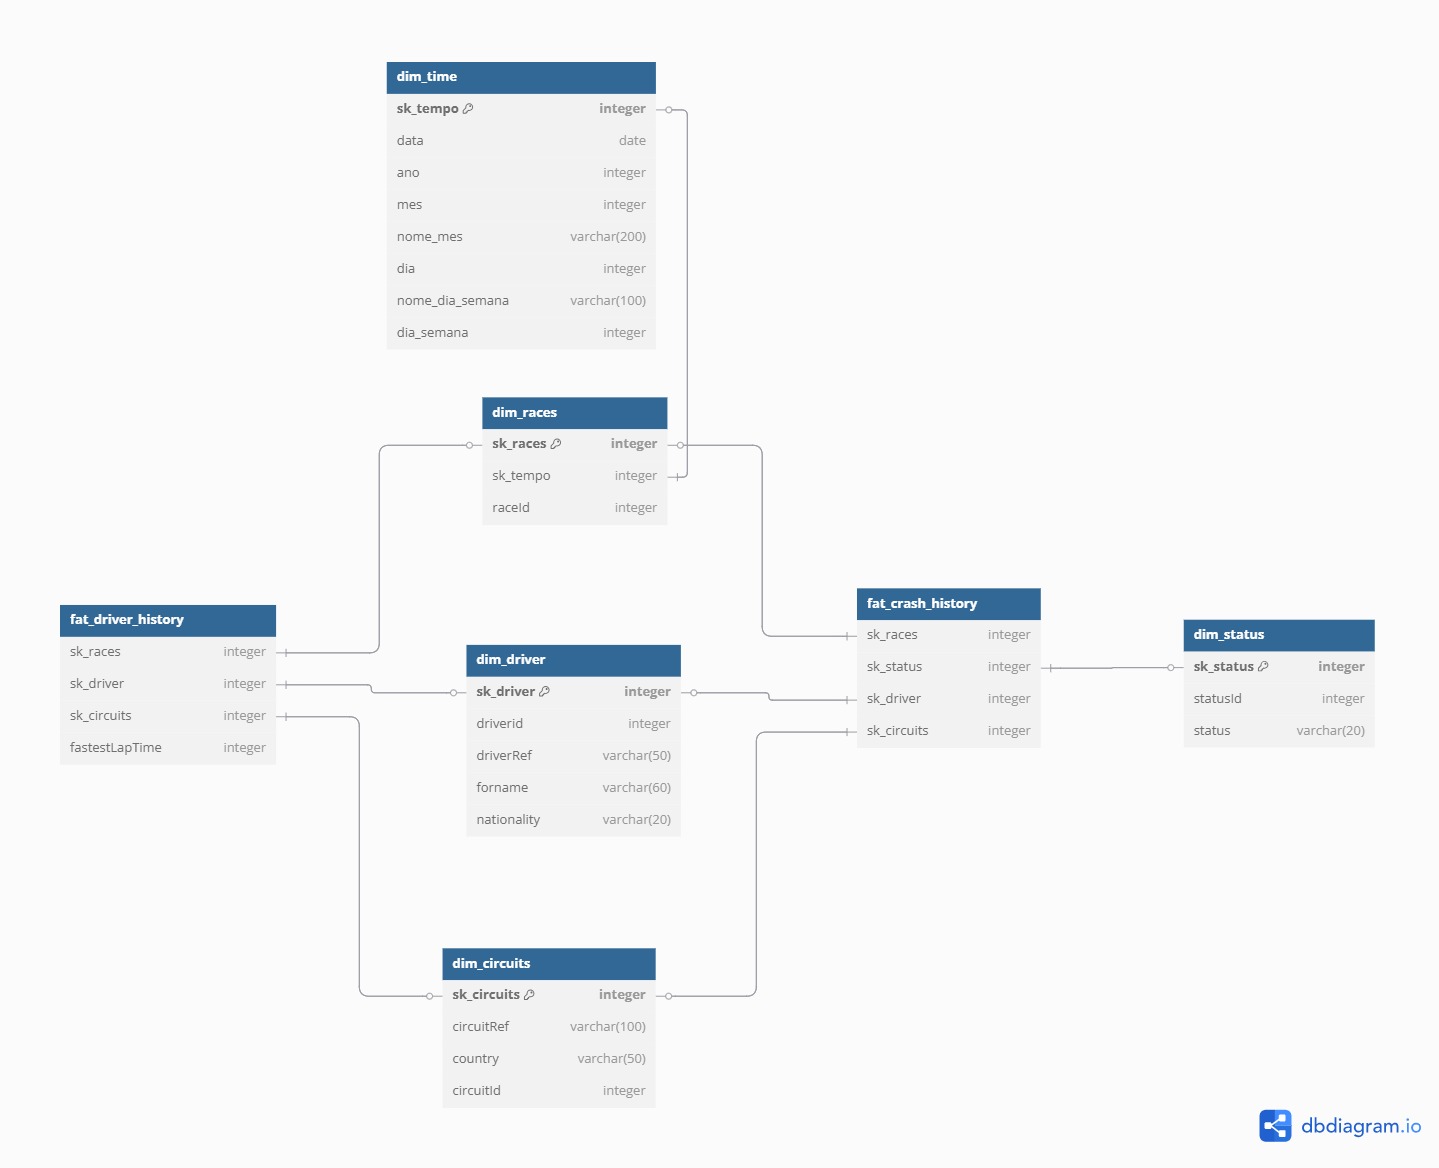 dim_time
sk_tempo integer
data date
ano integer
mes integer
nome_mes varchar(200)
dia integer
nome_dia_semana varchar(100)
dia_semana integer
dim_races
sk_races integer
sk_tempo integer
raceId integer
fat_driver_history
sk_races integer
sk_driver integer
sk_circuits integer
fastestLapTime integer
dim_driver
sk_driver integer
driverid integer
driverRef varchar(50)
forname varchar(60)
nationality varchar(20)
fat_crash_history
sk_races integer
sk_status integer
sk_driver integer
sk_circuits integer
dim_status
sk_status integer
statusId integer
status varchar(20)
dim_circuits
sk_circuits integer
circuitRef varchar(100)
country varchar(50)
circuitId integer
dbdiagram.io